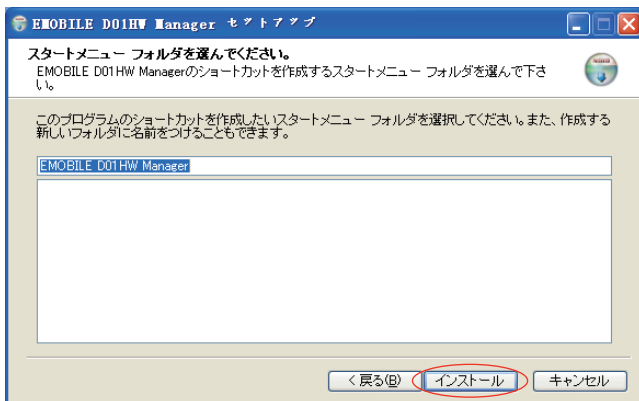 EMOBILE D01HW Manager セットアップ
スタートメニュー フォルダを選んでください。
EMOBILE D01HW Managerのショートカットを作成するスタートメニュー フォルダを選んで下さ
い。
このプログラムのショートカットを作成したいスタートメニュー フォルダを選択してください。また、作成する
新しいフォルダに名前をつけることもできます。
EMOBILE D01HW Manager
< 戻る(B)
インストール
キャンセル